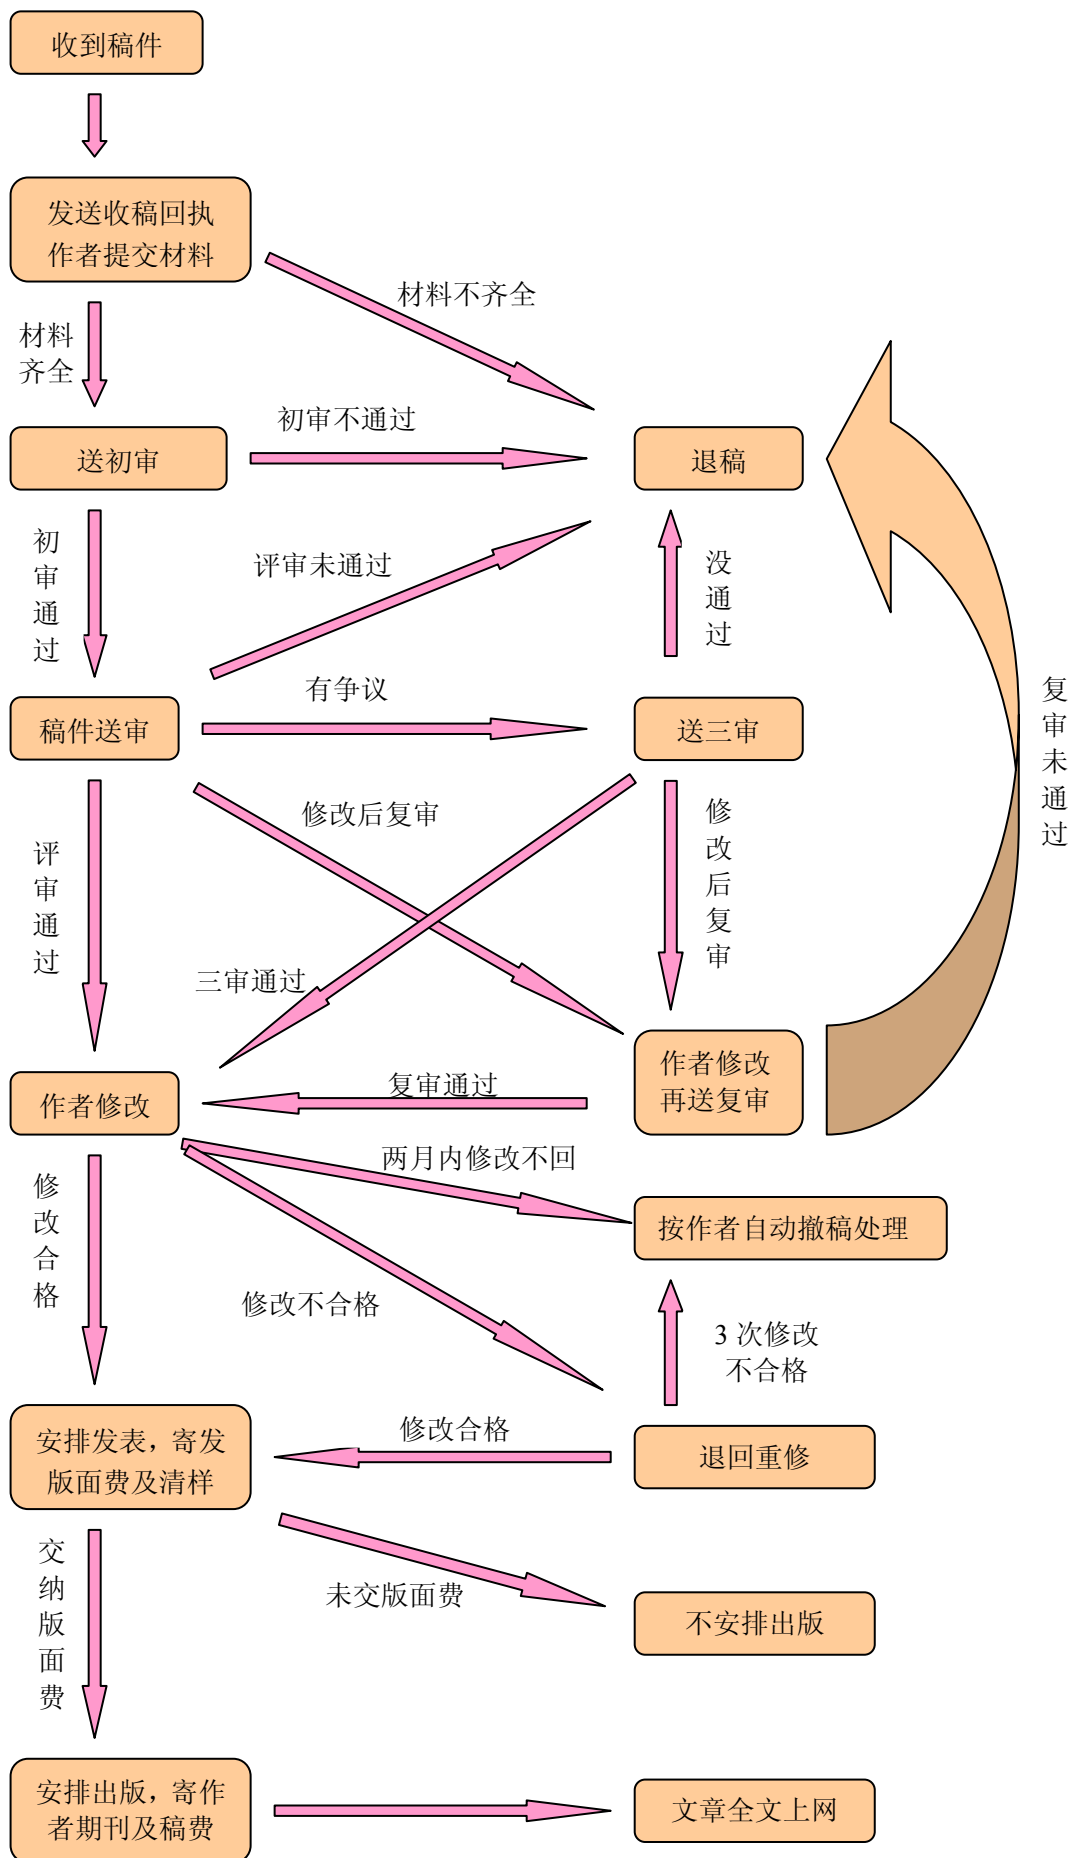 收到稿件
发送收稿回执
作者提交材料
材料不齐全
材料
齐全
初审不通过
送初审
退稿
初审通过
评审未通过
没通过
有争议
稿件送审
送三审
复审未通过
修改后复审
修改后复审
评审通过
三审通过
作者修改
再送复审
复审通过
作者修改
两月内修改不回
修改合格
按作者自动撤稿处理
修改不合格
3 次修改
不合格
安排发表，寄发
版面费及清样
修改合格
退回重修
交纳版面费
未交版面费
不安排出版
安排出版，寄作
者期刊及稿费
文章全文上网